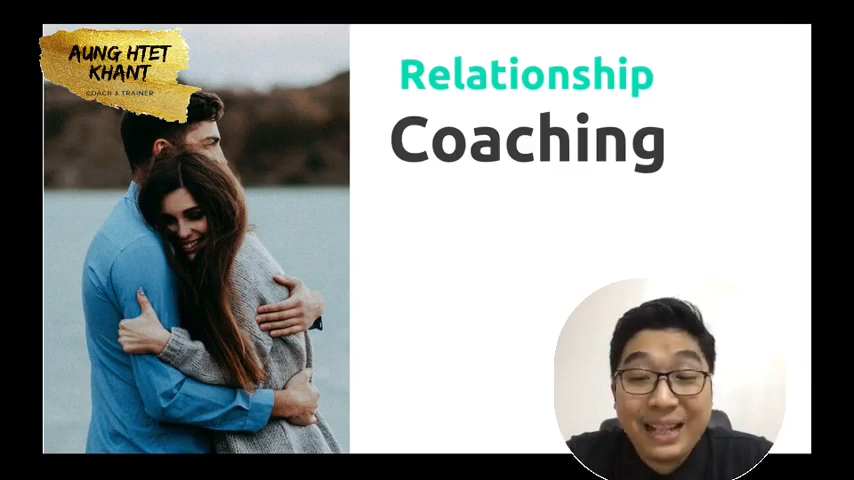 AUNG HTET
KHANT
COACH & TRAINER
Relationship
Coaching